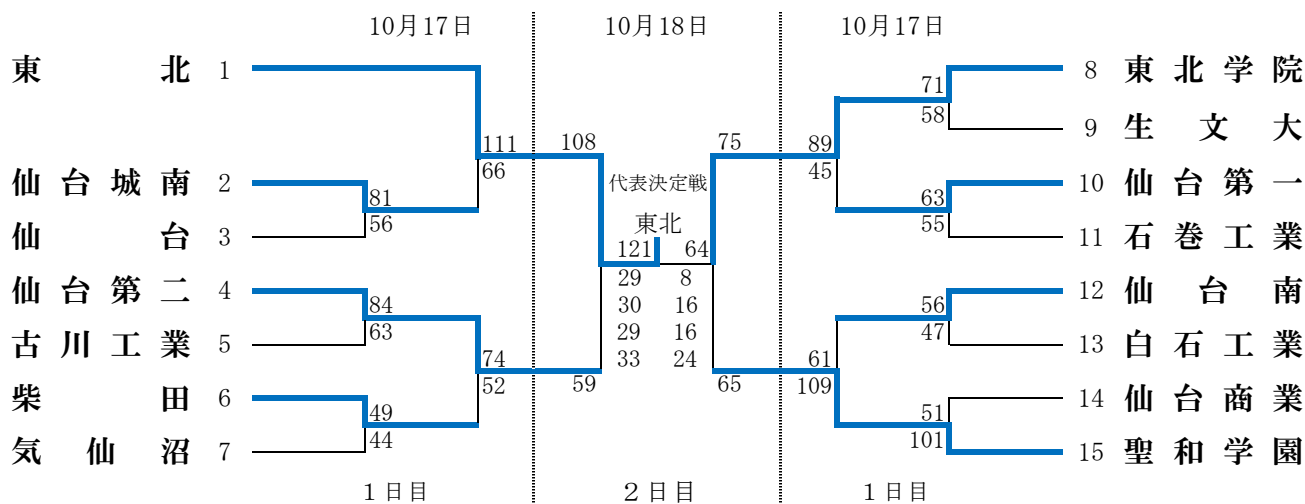 10月17日 10月18日 10月17日
東北 1 8 東北学院
71
58
9 生文大
111 108 75 89
66 45
代表決定戦
仙台城南 2 10 仙台第一
81 63
56 55
東北
仙台 3 11 石巻工業
121 64
29 8
仙台第二 4 12 仙台南
84 30 16 56
63 29 16 47
古川工業 5 13 白石工業
74 33 24 61
52 59 65 109
柴田 6 14 仙台商業
49 51
44 101
気仙沼 7 15 聖和学園
1日目 2日目 1日目